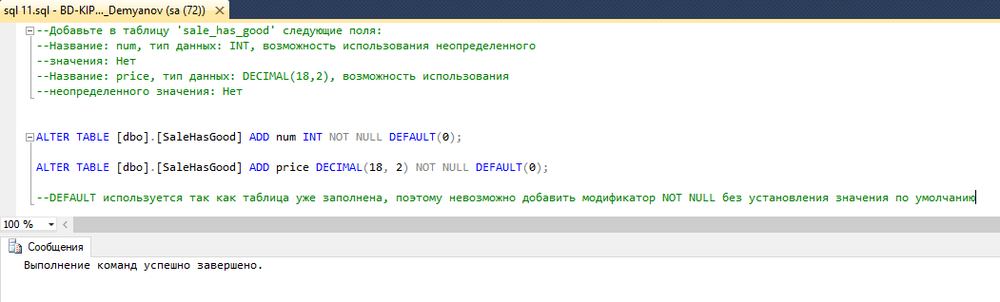 sql 11.sql - BD-KIP..._Demyanov (sa (72))
--Добавьте в таблицу 'sale_has_good' следующие поля:
--Название: num, тип данных: INT, возможность использования неопределенного
--значения: Нет
--Название: price, тип данных: DECIMAL(18,2), возможность использования
--неопределенного значения: Нет
ALTER TABLE [dbo].[SaleHasGood] ADD num INT NOT NULL DEFAULT(0);
ALTER TABLE [dbo].[SaleHasGood] ADD price DECIMAL(18, 2) NOT NULL DEFAULT(0);
--DEFAULT используется так как таблица уже заполнена, поэтому невозможно добавить модификатор NOT NULL без установления значения по умолчанию
100 %
Сообщения
Выполнение команд успешно завершено.